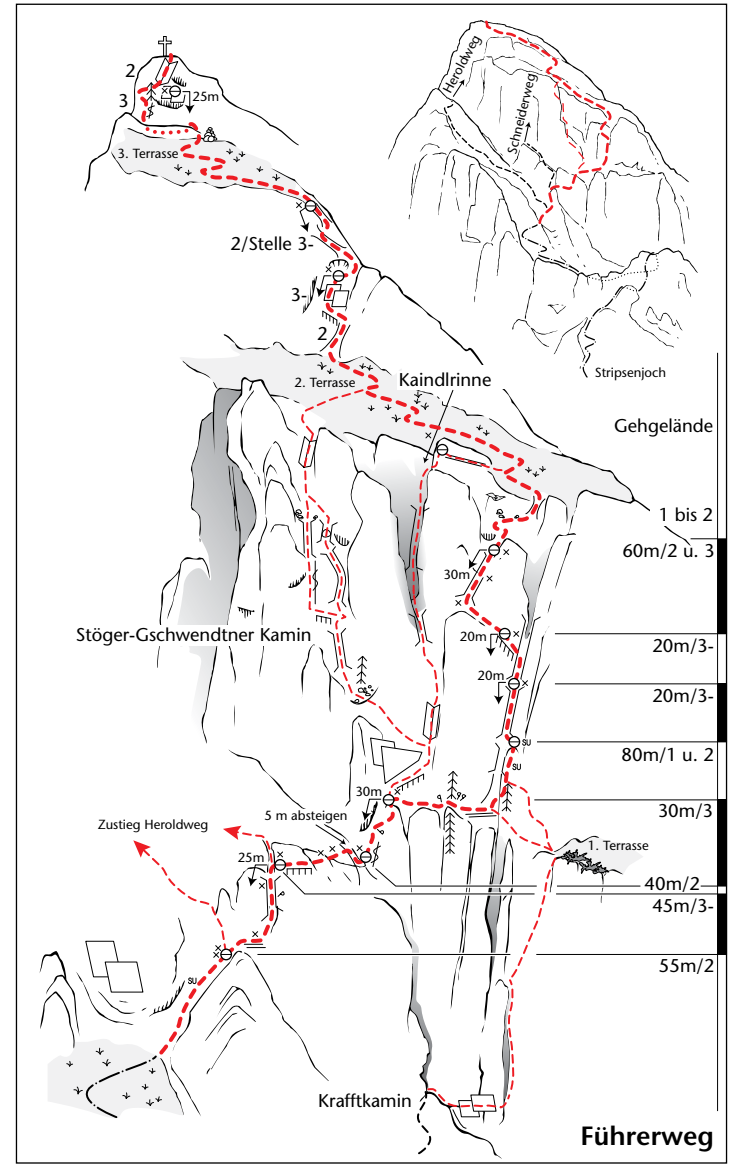 2
3
25m
3. Terrasse
Heroldweg
Schneiderweg
2/Stelle 3-
3-
2
Stripsenjoch
2. Terrasse
Kaindlrinne
Gehgelände
1 bis 2
60m/2 u. 3
30m
Stöger-Gschwendtner Kamin
20m
20m/3-
20m
20m/3-
su
80m/1 u. 2
su
30m
30m/3
5 m absteigen
Zustieg Heroldweg
1. Terrasse
25m
40m/2
45m/3-
55m/2
su
Krafftkamin
Führerweg